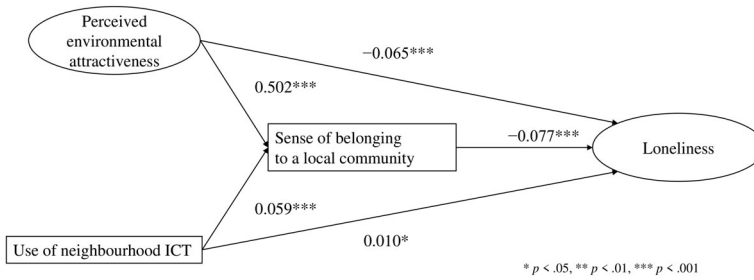 Perceived
environmental
attractiveness
−0.065***
0.502***
Sense of belonging
to a local community
−0.077***
Loneliness
0.059***
Use of neighbourhood ICT
0.010*
* p < .05, ** p < .01, *** p < .001